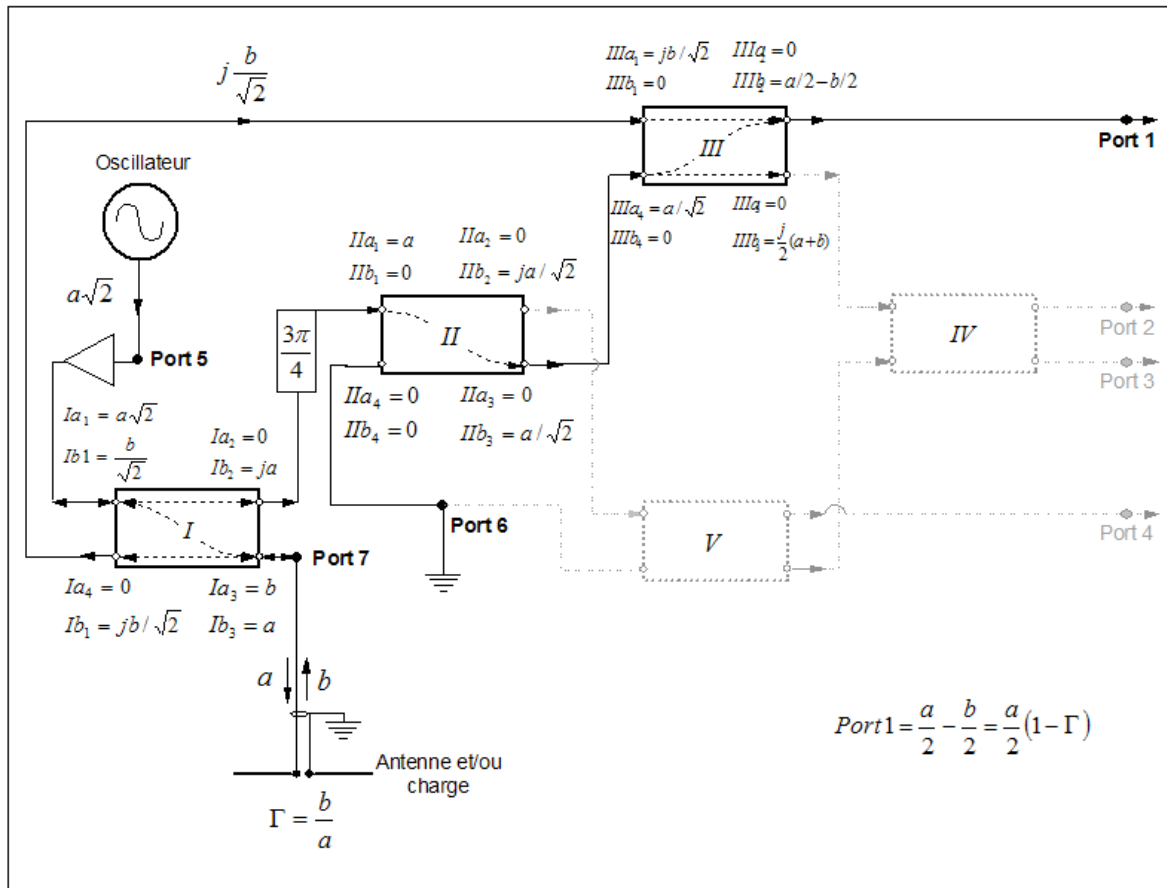 j b/√2
IIIa₁ = jb/√2
IIIb₁ = 0
IIIa₂ = 0
IIIb₂ = a/2 − b/2
III
Port 1
Oscillateur
a√2
Port 5
IIIa₄ = a/√2
IIIb₄ = 0
IIIa₃ = 0
IIIb₃ = j/2 (a+b)
IIa₁ = a
IIb₁ = 0
IIa₂ = 0
IIb₂ = ja/√2
3π/4
II
IIa₄ = 0
IIb₄ = 0
IIa₃ = 0
IIb₃ = a/√2
IV
Port 2
Port 3
Ia₁ = a√2
Ib1 = b/√2
Ia₂ = 0
Ib₂ = ja
I
Port 7
Port 6
V
Port 4
Ia₄ = 0
Ib₁ = jb/√2
Ia₃ = b
Ib₃ = a
a
b
Antenne et/ou
charge
Γ = b/a
Port1 = a/2 − b/2 = a/2 (1 − Γ)